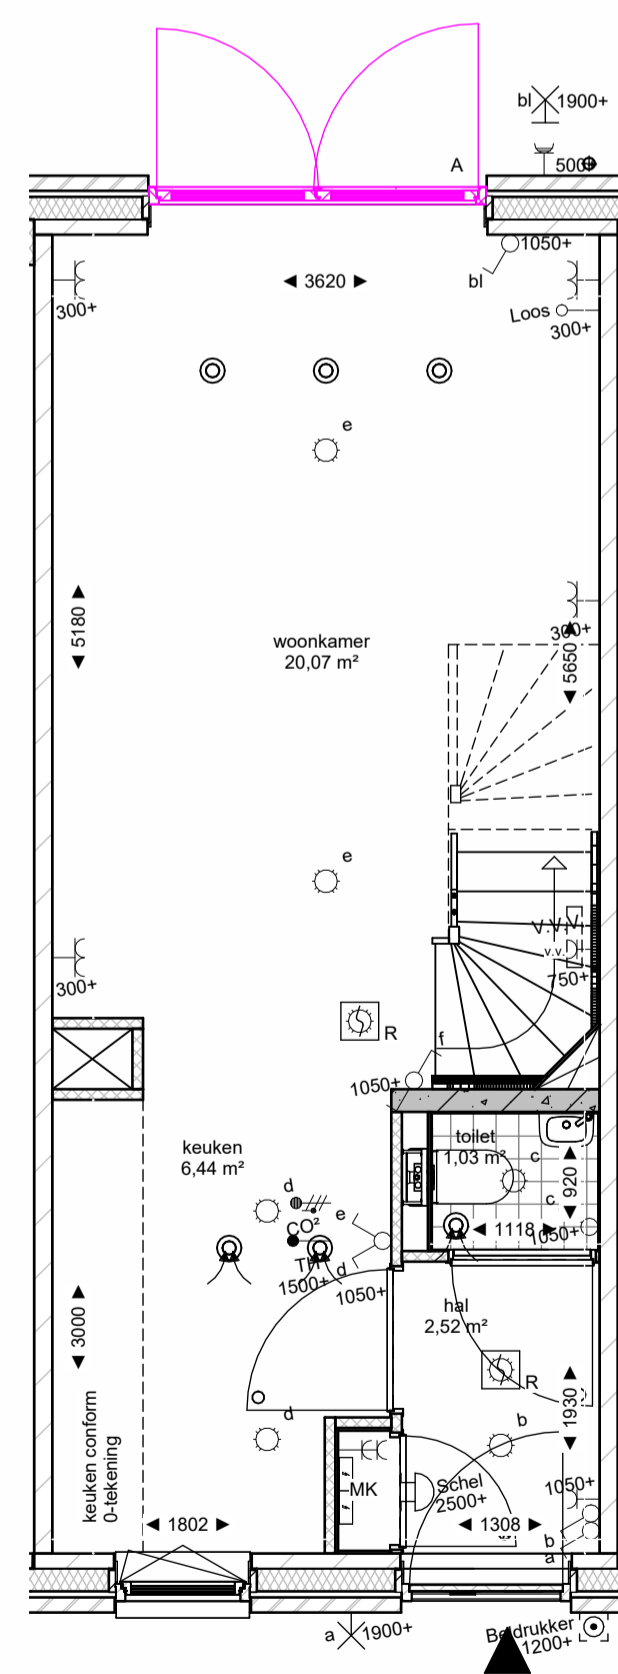 bl
1900+
A
500+
1050+
bl
300+
3620
Loos
300+
e
5180
300+
5650
woonkamer
20,07 m²
e
V.V.V
v.v.
750+
300+
R
f
1050+
keuken
6,44 m²
toilet
1,03 m²
c
920
c
d
CO²
e
1118
1050+
TH
1500+
d
1050+
hal
2,52 m²
3000
R
1930
keuken conform
0-tekening
d
b
MK
Schel
2500+
1050+
1802
1308
b
a
a
1900+
Beldrukker
1200+